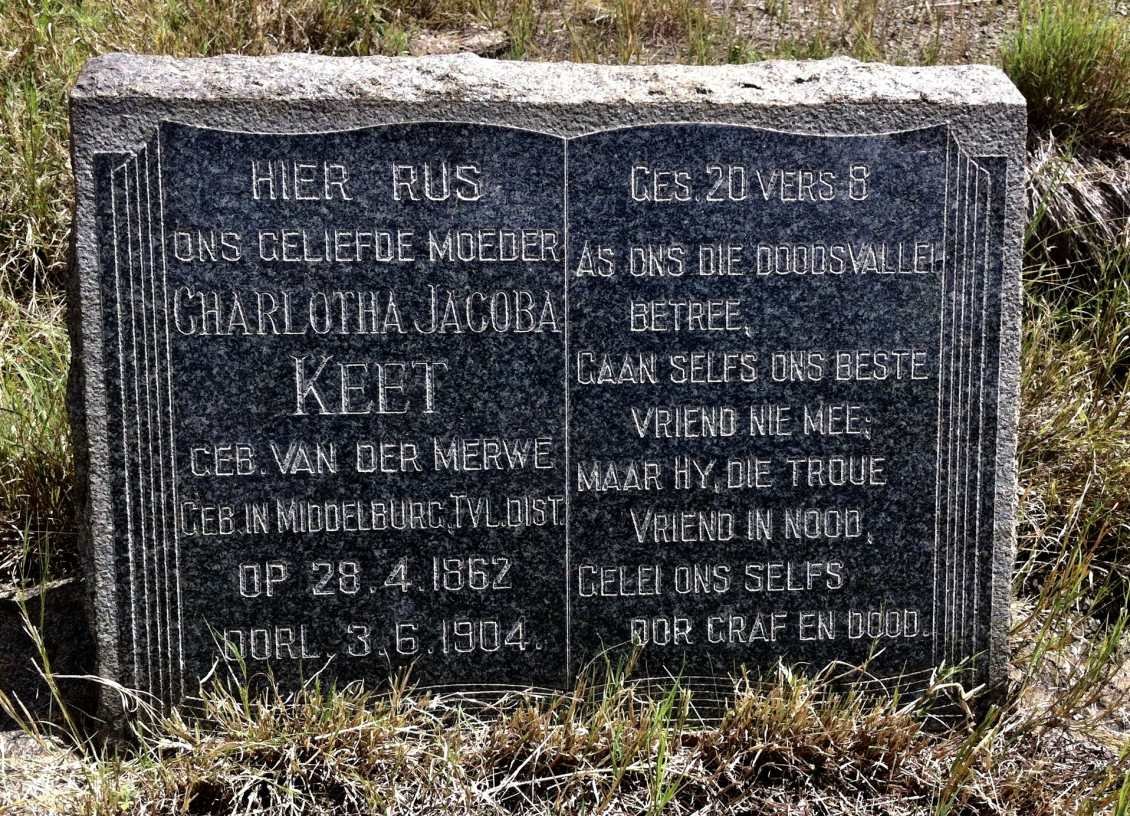 HIER RUS
ONS GELIEFDE MOEDER
CHARLOTHA JACOBA
KEET
GEB. VAN DER MERWE
GEB. IN MIDDELBURG, TVL. DIST.
OP 28.4.1862
OORL. 3.6.1904.
GES. 20 VERS 8
AS ONS DIE DOODSVALLEI
BETREE,
GAAN SELFS ONS BESTE
VRIEND NIE MEE;
MAAR HY, DIE TROUE
VRIEND IN NOOD,
GELEI ONS SELFS
OOR GRAF EN DOOD.